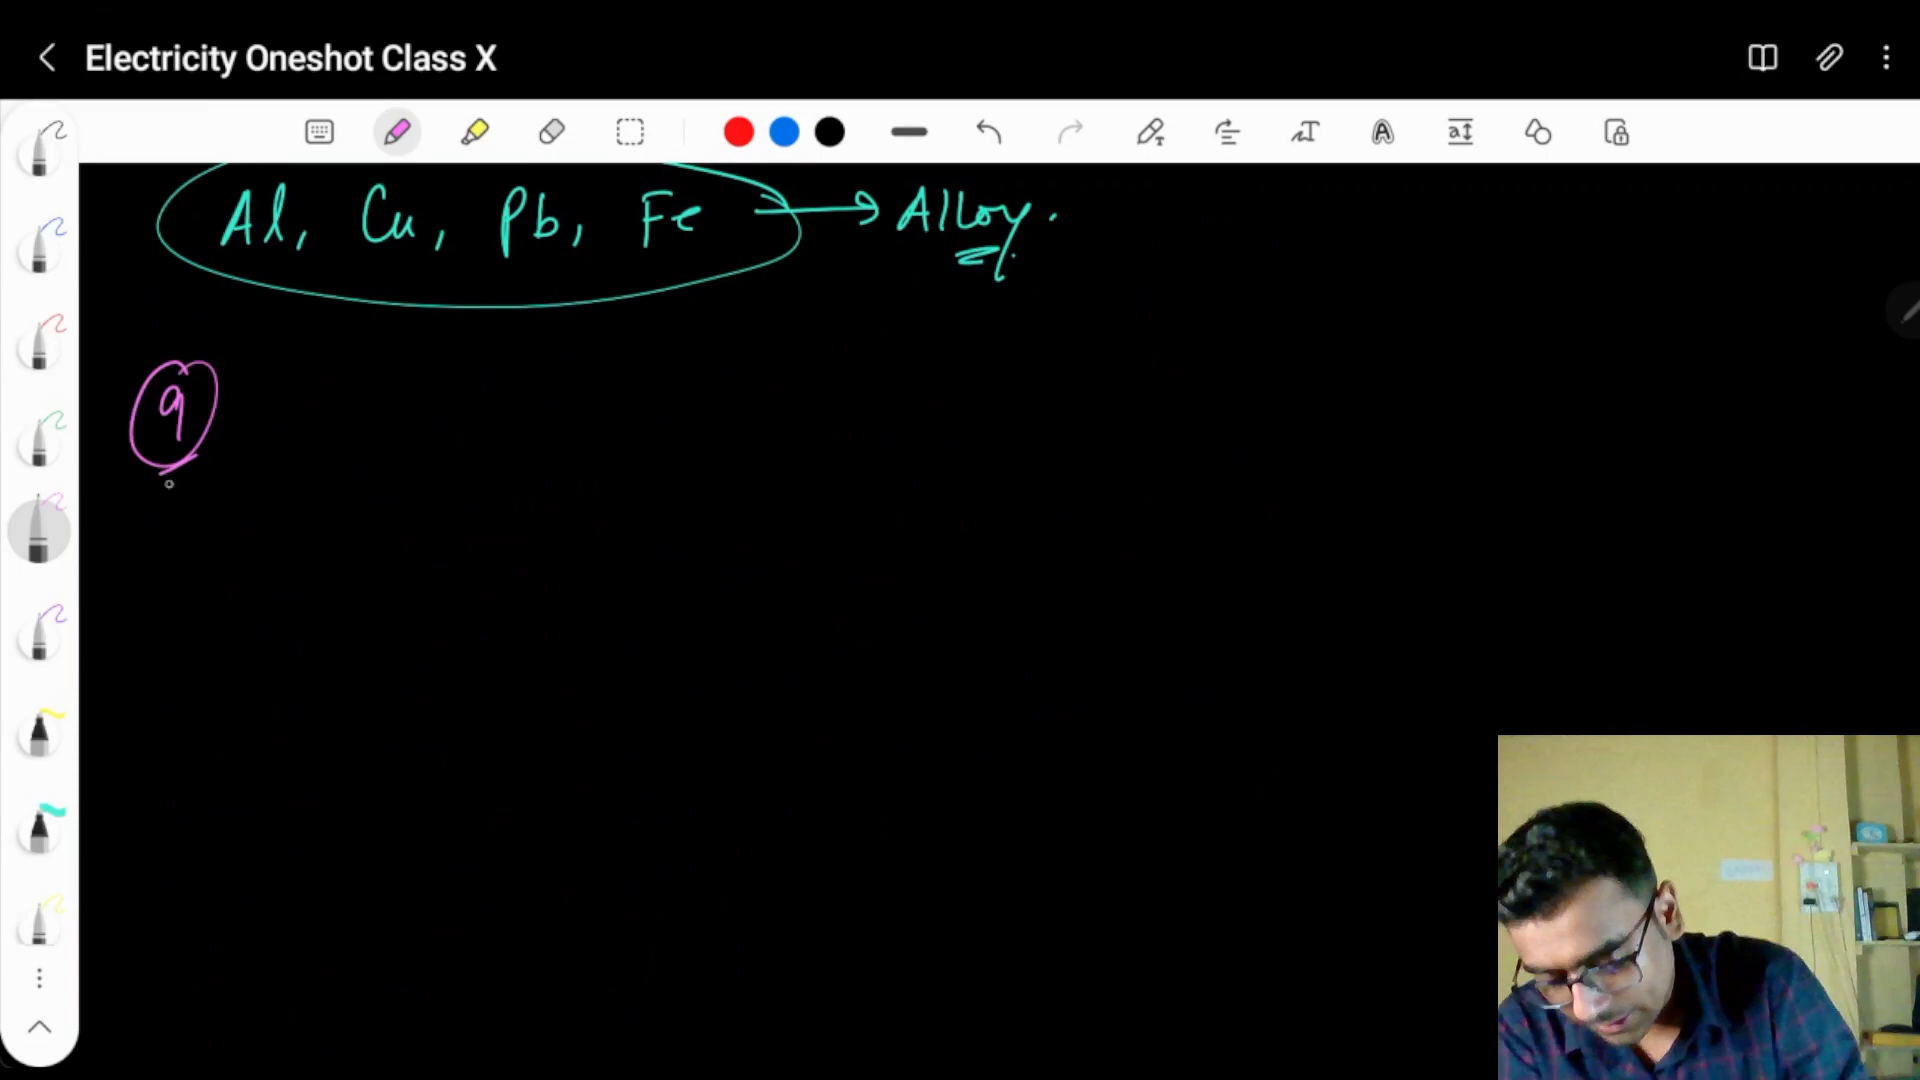 Electricity Oneshot Class X
Al, Cu, Pb, Fe → Alloy.
9